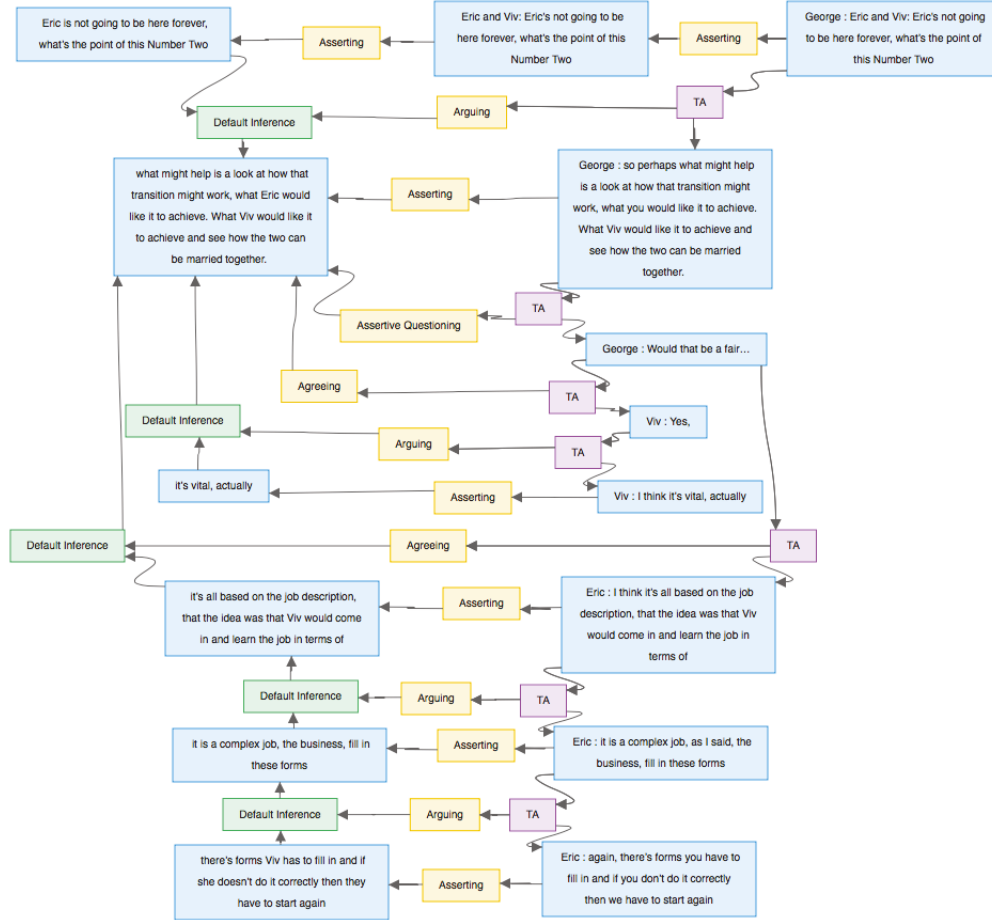 Eric is not going to be here forever,
what's the point of this Number Two
Asserting
Eric and Viv: Eric's not going to be
here forever, what's the point of this
Number Two
Asserting
George : Eric and Viv: Eric's not going
to be here forever, what's the point of
this Number Two
Default Inference
Arguing
TA
what might help is a look at how that
transition might work, what Eric would
like it to achieve. What Viv would like it
to achieve and see how the two can
be married together.
Asserting
George : so perhaps what might help
is a look at how that transition might
work, what you would like it to achieve.
What Viv would like it to achieve and
see how the two can be married
together.
Assertive Questioning
TA
George : Would that be a fair...
Agreeing
TA
Viv : Yes,
Default Inference
Arguing
TA
it's vital, actually
Asserting
Viv : I think it's vital, actually
Default Inference
Agreeing
TA
it's all based on the job description,
that the idea was that Viv would come
in and learn the job in terms of
Asserting
Eric : I think it's all based on the job
description, that the idea was that Viv
would come in and learn the job in
terms of
Default Inference
Arguing
TA
it is a complex job, the business, fill in
these forms
Asserting
Eric : it is a complex job, as I said, the
business, fill in these forms
Default Inference
Arguing
TA
there's forms Viv has to fill in and if
she doesn't do it correctly then they
have to start again
Asserting
Eric : again, there's forms you have to
fill in and if you don't do it correctly
then we have to start again